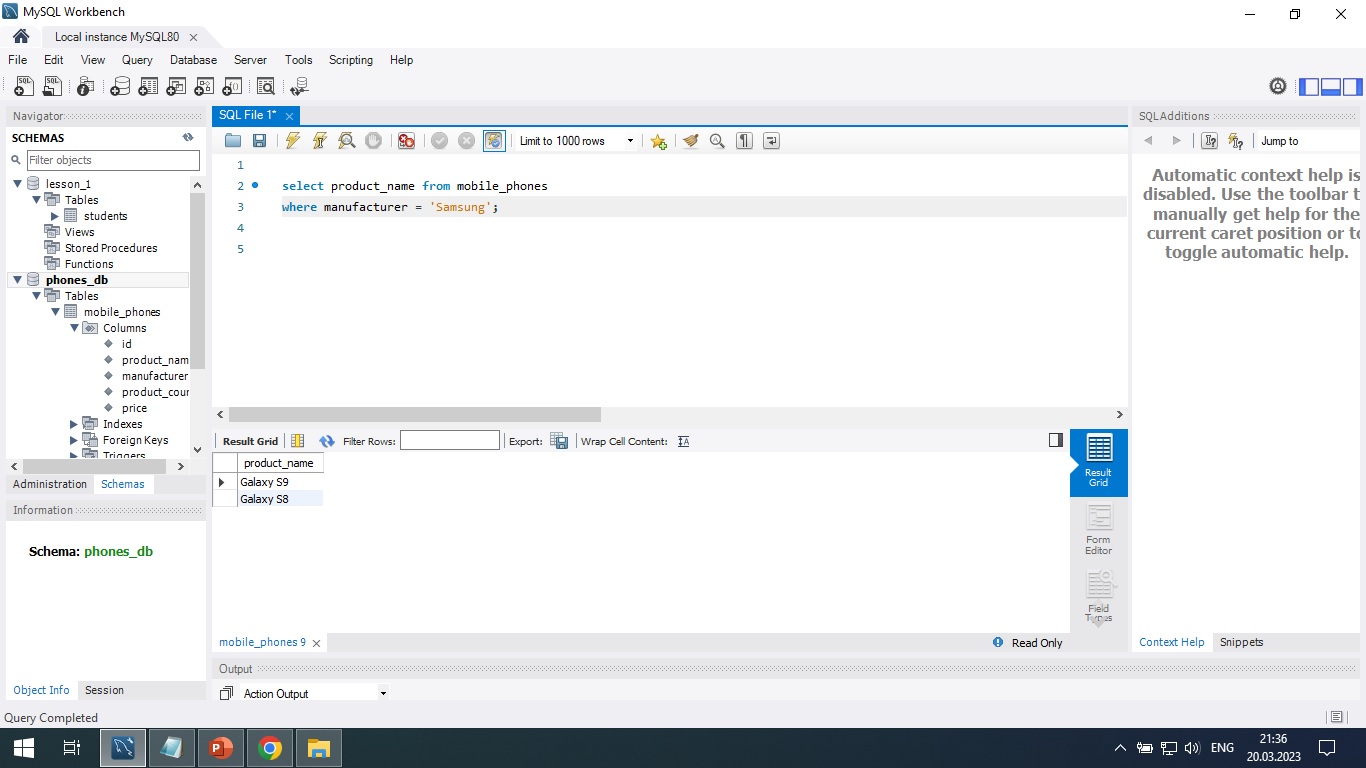 MySQL Workbench
Local instance MySQL80
File Edit View Query Database Server Tools Scripting Help
Navigator
SCHEMAS
Filter objects
lesson_1
Tables
students
Views
Stored Procedures
Functions
phones_db
Tables
mobile_phones
Columns
id
product_nam
manufacturer
product_cour
price
Indexes
Foreign Keys
Triggers
Administration Schemas
Information
Schema: phones_db
Object Info Session
SQL File 1*
Limit to 1000 rows
1
2 select product_name from mobile_phones
3 where manufacturer = 'Samsung';
4
5
Result Grid Filter Rows: Export: Wrap Cell Content:
product_name
Galaxy S9
Galaxy S8
Result
Grid
Form
Editor
Field
Types
mobile_phones 9
Read Only
Output
Action Output
SQLAdditions
Jump to
Automatic context help is
disabled. Use the toolbar t
manually get help for the
current caret position or to
toggle automatic help.
Context Help Snippets
Query Completed
ENG
21:36
20.03.2023